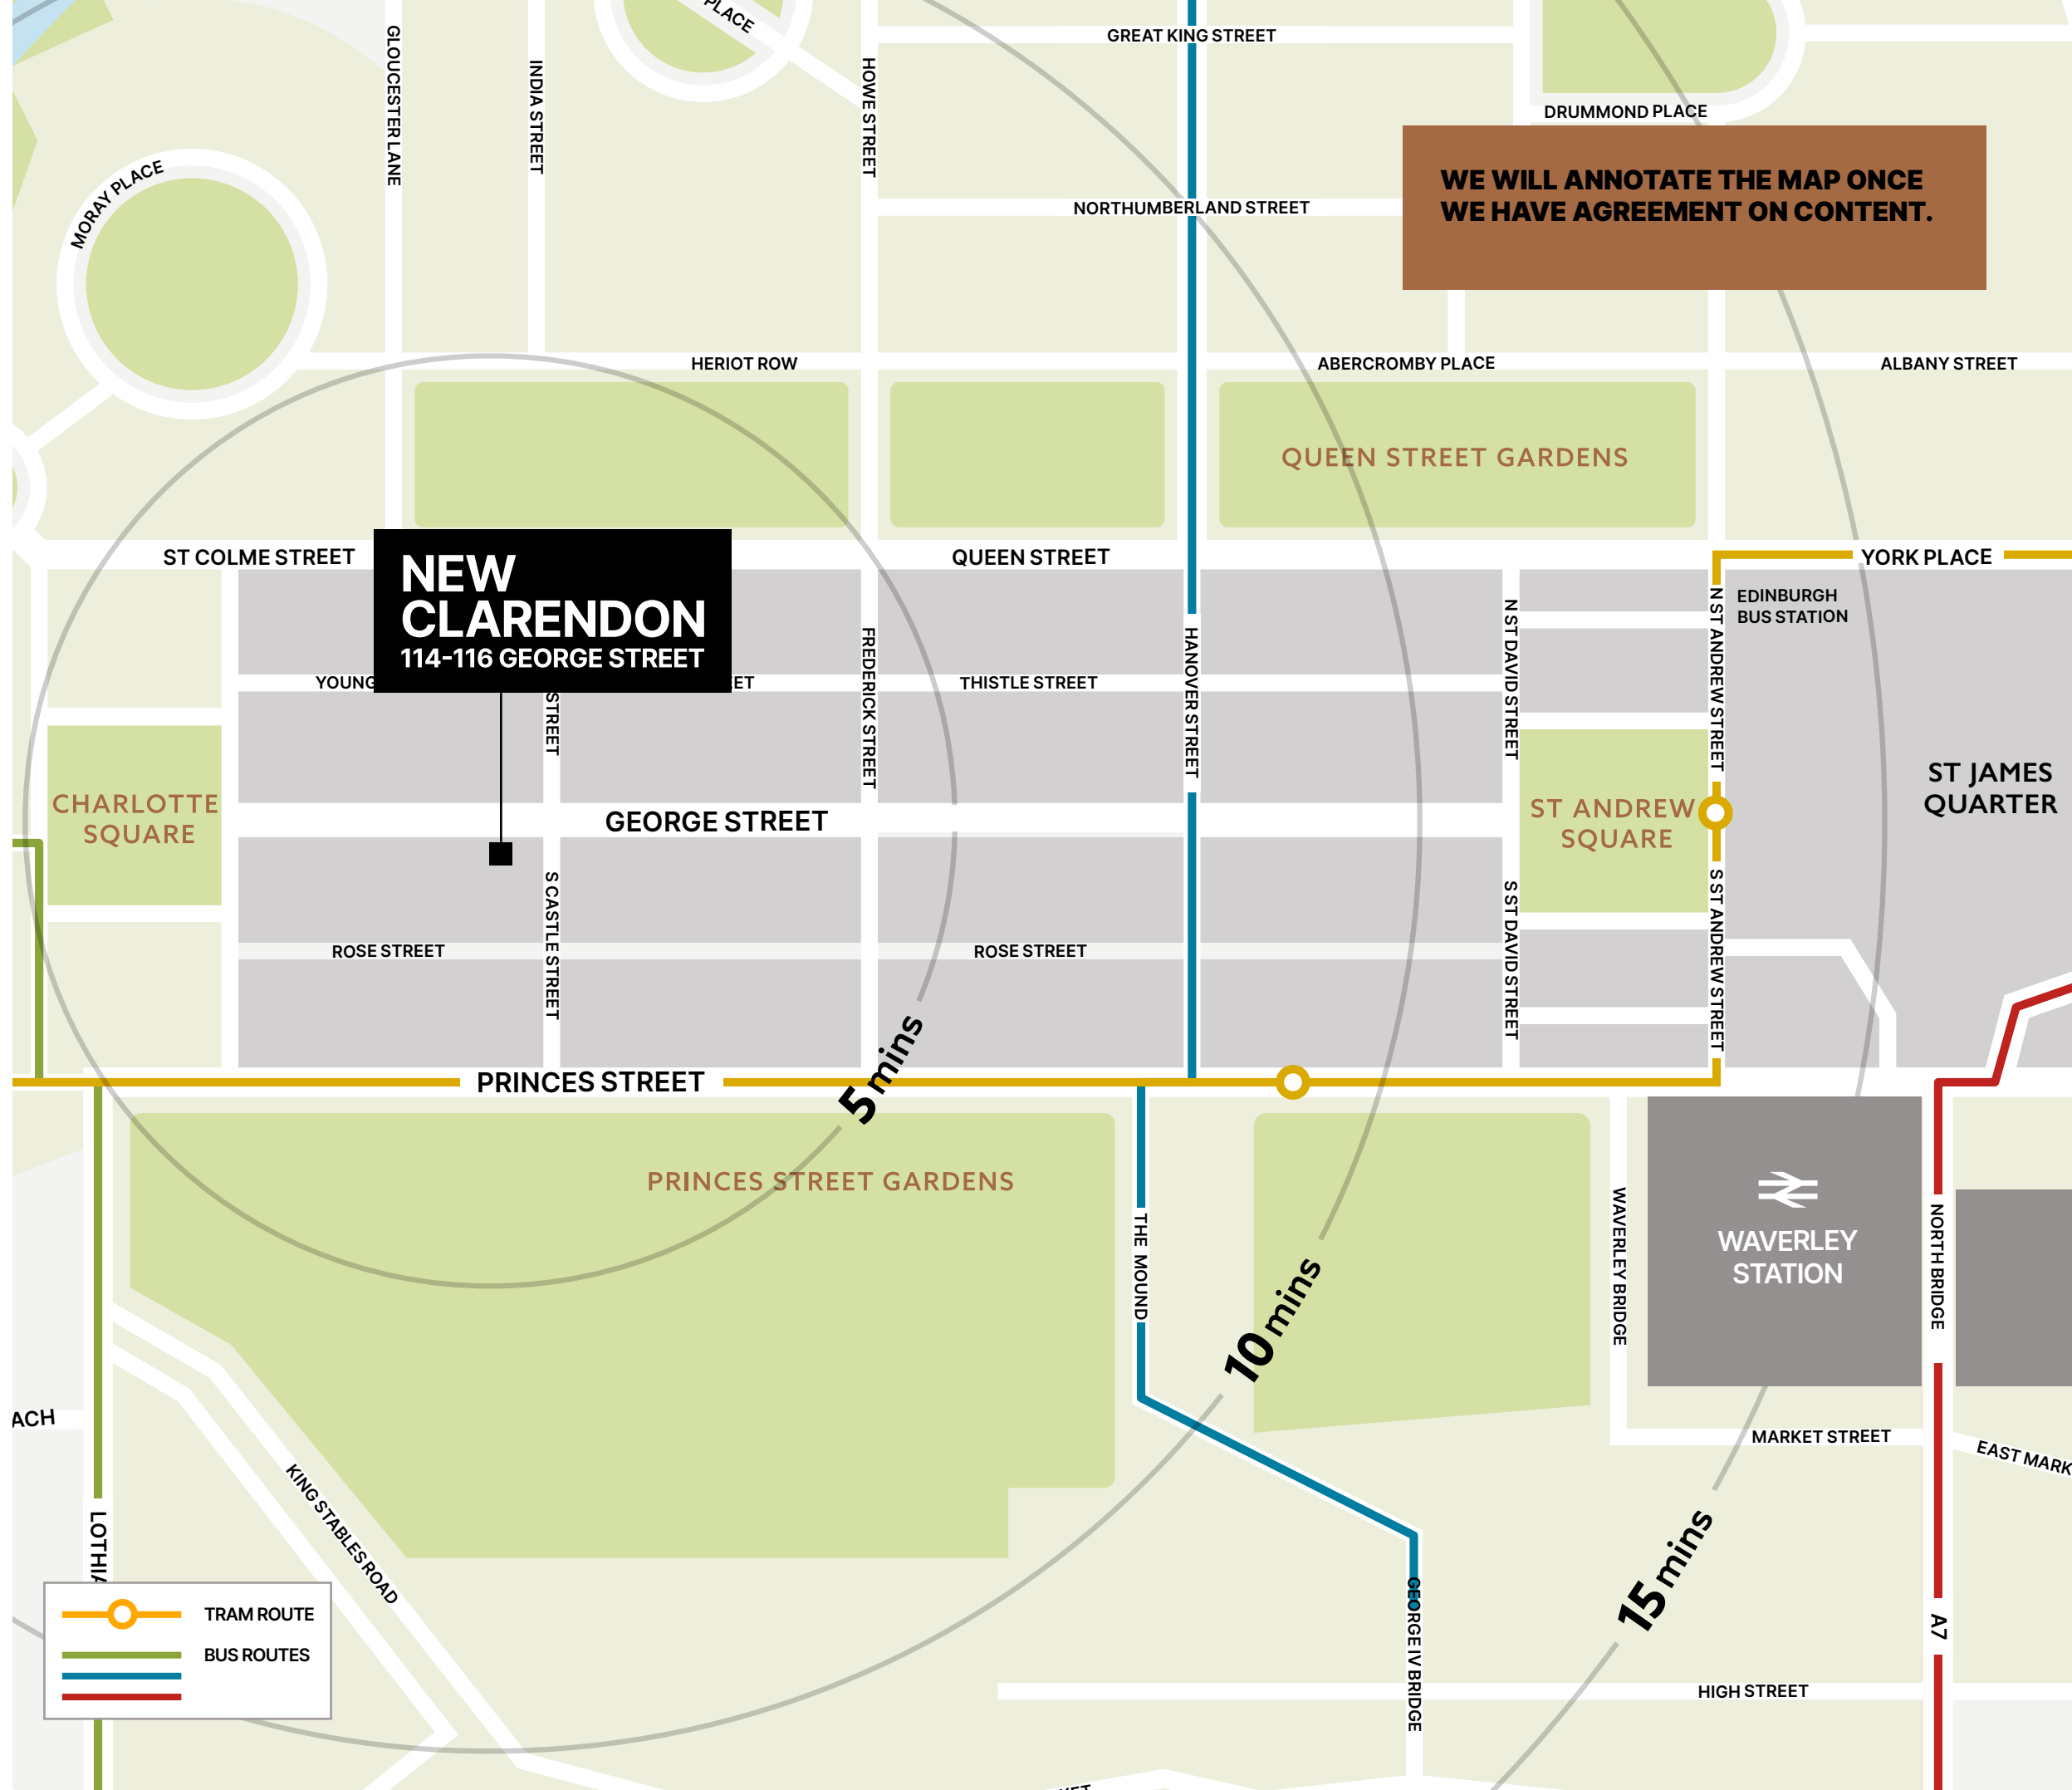 PLACE
GREAT KING STREET
GLOUCESTER LANE
INDIA STREET
HOWE STREET
DRUMMOND PLACE
MORAY PLACE
WE WILL ANNOTATE THE MAP ONCE
WE HAVE AGREEMENT ON CONTENT.
NORTHUMBERLAND STREET
HERIOT ROW
ABERCROMBY PLACE
ALBANY STREET
QUEEN STREET GARDENS
ST COLME STREET
NEW
CLARENDON
114-116 GEORGE STREET
QUEEN STREET
YORK PLACE
EDINBURGH
BUS STATION
YOUNG
STREET
FREDERICK STREET
THISTLE STREET
HANOVER STREET
N ST DAVID STREET
N ST ANDREW STREET
ST JAMES
QUARTER
CHARLOTTE
SQUARE
GEORGE STREET
ST ANDREW
SQUARE
S CASTLE STREET
S ST DAVID STREET
S ST ANDREW STREET
ROSE STREET
ROSE STREET
PRINCES STREET
5 mins
PRINCES STREET GARDENS
THE MOUND
WAVERLEY BRIDGE
WAVERLEY
STATION
NORTH BRIDGE
10 mins
ACH
MARKET STREET
EAST MARK
KING STABLES ROAD
LOTHIA
15 mins
GEORGE IV BRIDGE
A7
TRAM ROUTE
BUS ROUTES
HIGH STREET